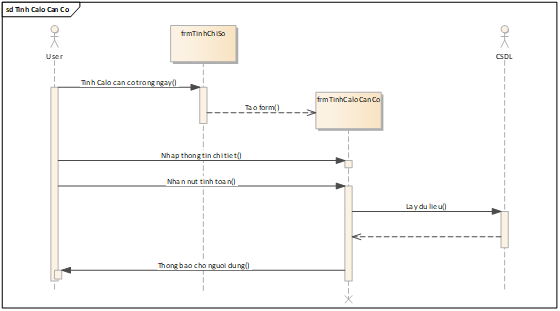 sd Tinh Calo Can Co
frmTinhChiSo
User
CSDL
Tinh Calo can co trong ngay()
frmTinhCaloCanCo
Tao form()
Nhap thong tin chi tiet()
Nhan nut tinh toan()
Lay du lieu()
Thong bao cho nguoi dung()